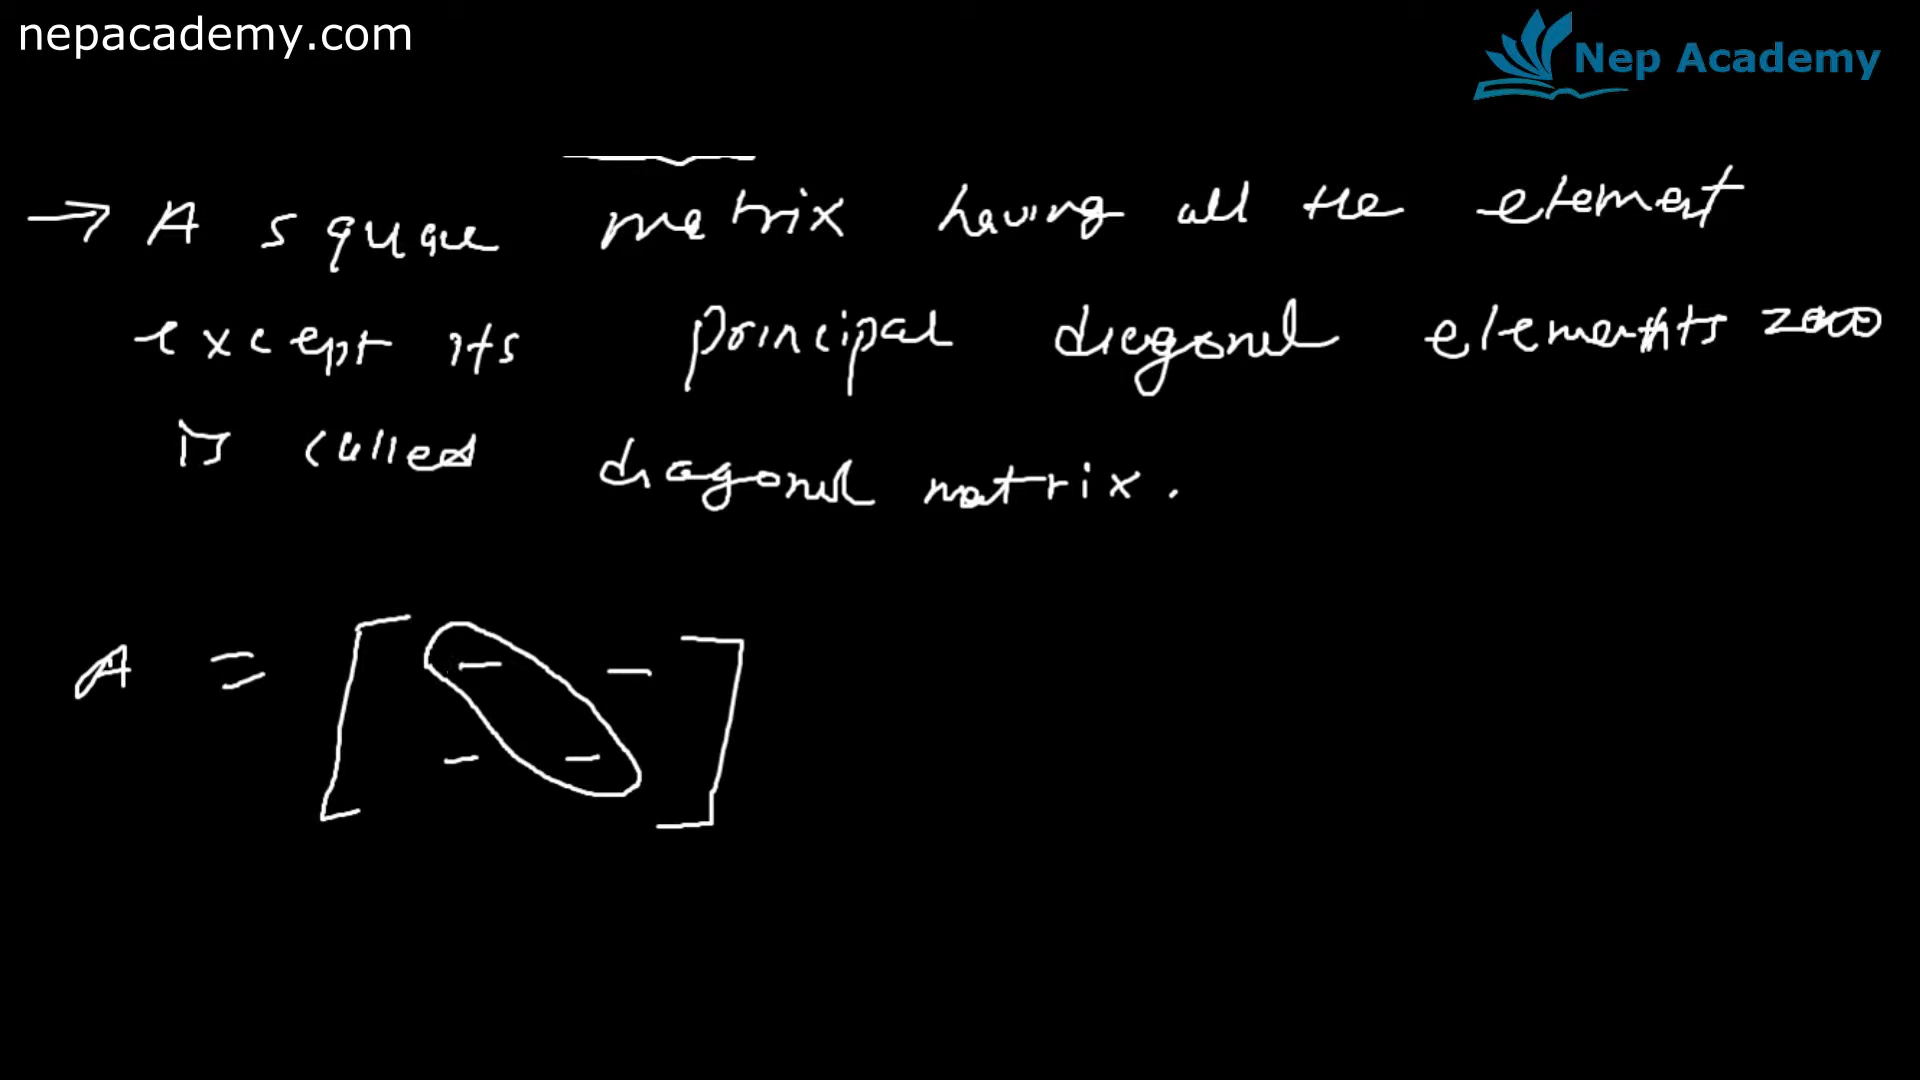 nepacademy.com
Nep Academy
→ A square matrix having all the element
except its principal diagonal elements zero
is called diagonal matrix.
A = [ - -
- - ]